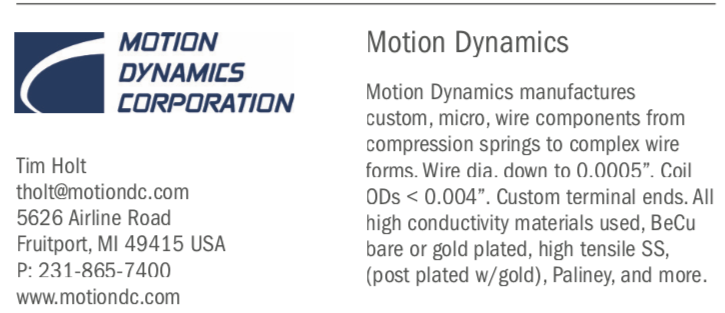 MOTION
DYNAMICS
CORPORATION
Tim Holt
tholt@motiondc.com
5626 Airline Road
Fruitport, MI 49415 USA
P: 231-865-7400
www.motiondc.com
Motion Dynamics
Motion Dynamics manufactures
custom, micro, wire components from
compression springs to complex wire
forms. Wire dia. down to 0.0005”. Coil
ODs < 0.004”. Custom terminal ends. All
high conductivity materials used, BeCu
bare or gold plated, high tensile SS,
(post plated w/gold), Paliney, and more.